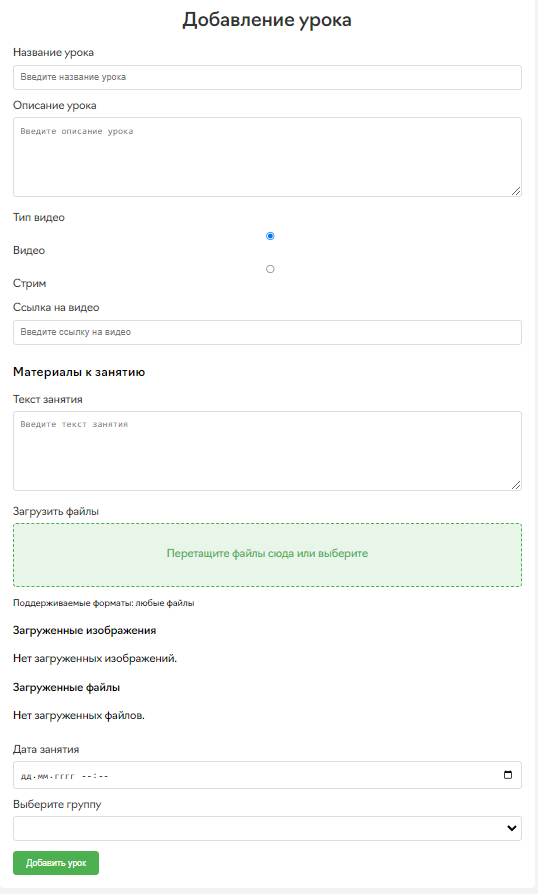 Добавление урока
Название урока
Введите название урока
Описание урока
Введите описание урока
Тип видео
Видео
Стрим
Ссылка на видео
Введите ссылку на видео
Материалы к занятию
Текст занятия
Введите текст занятия
Загрузить файлы
Перетащите файлы сюда или выберите
Поддерживаемые форматы: любые файлы
Загруженные изображения
Нет загруженных изображений.
Загруженные файлы
Нет загруженных файлов.
Дата занятия
дд.мм.гггг --:--
Выберите группу
Добавить урок